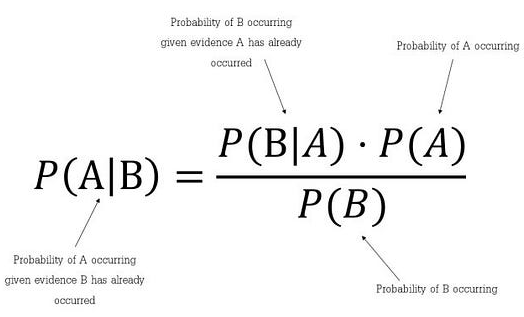 Probability of B occurring
given evidence A has already
occurred
Probability of A occurring
P(A|B) = P(B|A) · P(A)
P(B)
Probability of A occurring
given evidence B has already
occurred
Probability of B occurring